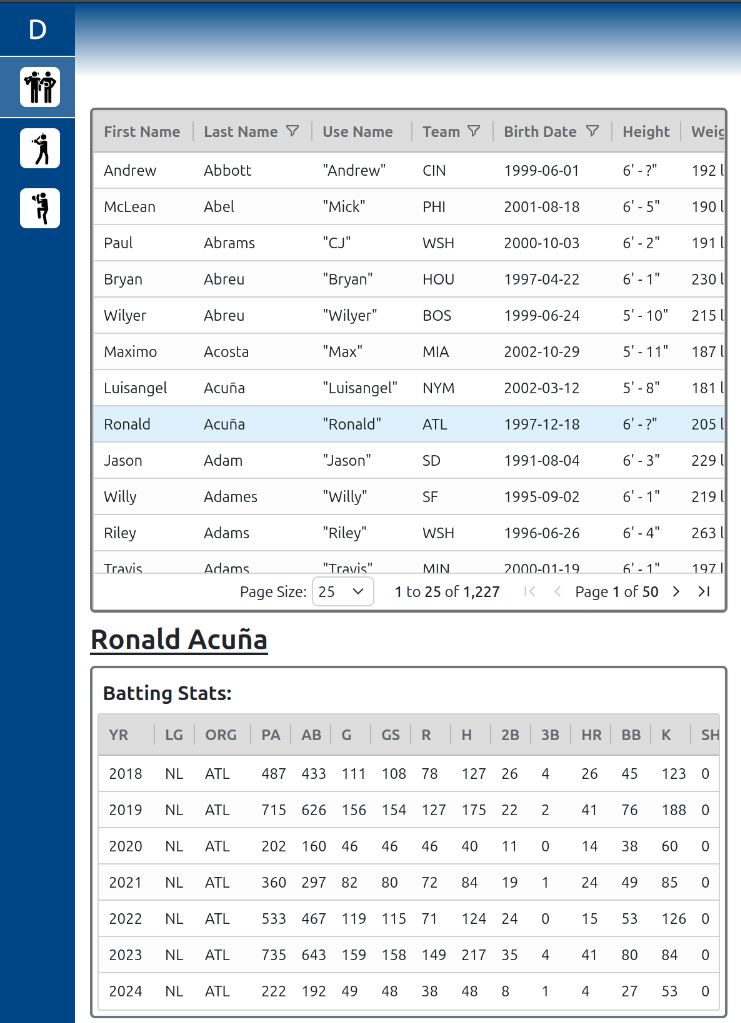 D
First Name Last Name Use Name Team Birth Date Height Weig
Andrew Abbott "Andrew" CIN 1999-06-01 6' - ?" 192 l
McLean Abel "Mick" PHI 2001-08-18 6' - 5" 190 l
Paul Abrams "CJ" WSH 2000-10-03 6' - 2" 191 l
Bryan Abreu "Bryan" HOU 1997-04-22 6' - 1" 230 l
Wilyer Abreu "Wilyer" BOS 1999-06-24 5' - 10" 215 l
Maximo Acosta "Max" MIA 2002-10-29 5' - 11" 187 l
Luisangel Acuña "Luisangel" NYM 2002-03-12 5' - 8" 181 l
Ronald Acuña "Ronald" ATL 1997-12-18 6' - ?" 205 l
Jason Adam "Jason" SD 1991-08-04 6' - 3" 229 l
Willy Adames "Willy" SF 1995-09-02 6' - 1" 219 l
Riley Adams "Riley" WSH 1996-06-26 6' - 4" 263 l
Travis Adams "Travis" MIN 2000-01-19 6' - 1" 197 l
Page Size: 25 1 to 25 of 1,227 Page 1 of 50
Ronald Acuña
Batting Stats:
YR LG ORG PA AB G GS R H 2B 3B HR BB K SH
2018 NL ATL 487 433 111 108 78 127 26 4 26 45 123 0
2019 NL ATL 715 626 156 154 127 175 22 2 41 76 188 0
2020 NL ATL 202 160 46 46 46 40 11 0 14 38 60 0
2021 NL ATL 360 297 82 80 72 84 19 1 24 49 85 0
2022 NL ATL 533 467 119 115 71 124 24 0 15 53 126 0
2023 NL ATL 735 643 159 158 149 217 35 4 41 80 84 0
2024 NL ATL 222 192 49 48 38 48 8 1 4 27 53 0